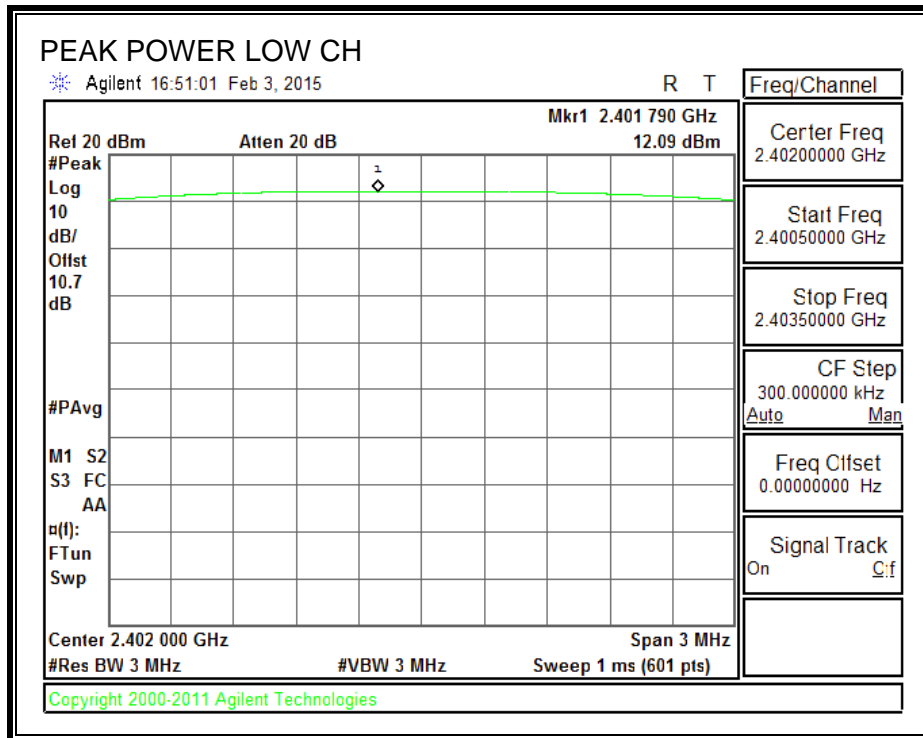 PEAK POWER LOW CH
Agilent 16:51:01 Feb 3, 2015
R T
Mkr1 2.401 790 GHz
Ref 20 dBm
Atten 20 dB
12.09 dBm
#Peak
Log
10
dB/
Offst
10.7
dB
1
#PAvg
M1 S2
S3 FC
AA
¤(f):
FTun
Swp
Center 2.402 000 GHz
Span 3 MHz
#Res BW 3 MHz
#VBW 3 MHz
Sweep 1 ms (601 pts)
Copyright 2000-2011 Agilent Technologies
Freq/Channel
Center Freq
2.40200000 GHz
Start Freq
2.40050000 GHz
Stop Freq
2.40350000 GHz
CF Step
300.000000 kHz
Auto Man
Freq Offset
0.00000000 Hz
Signal Track
On Off